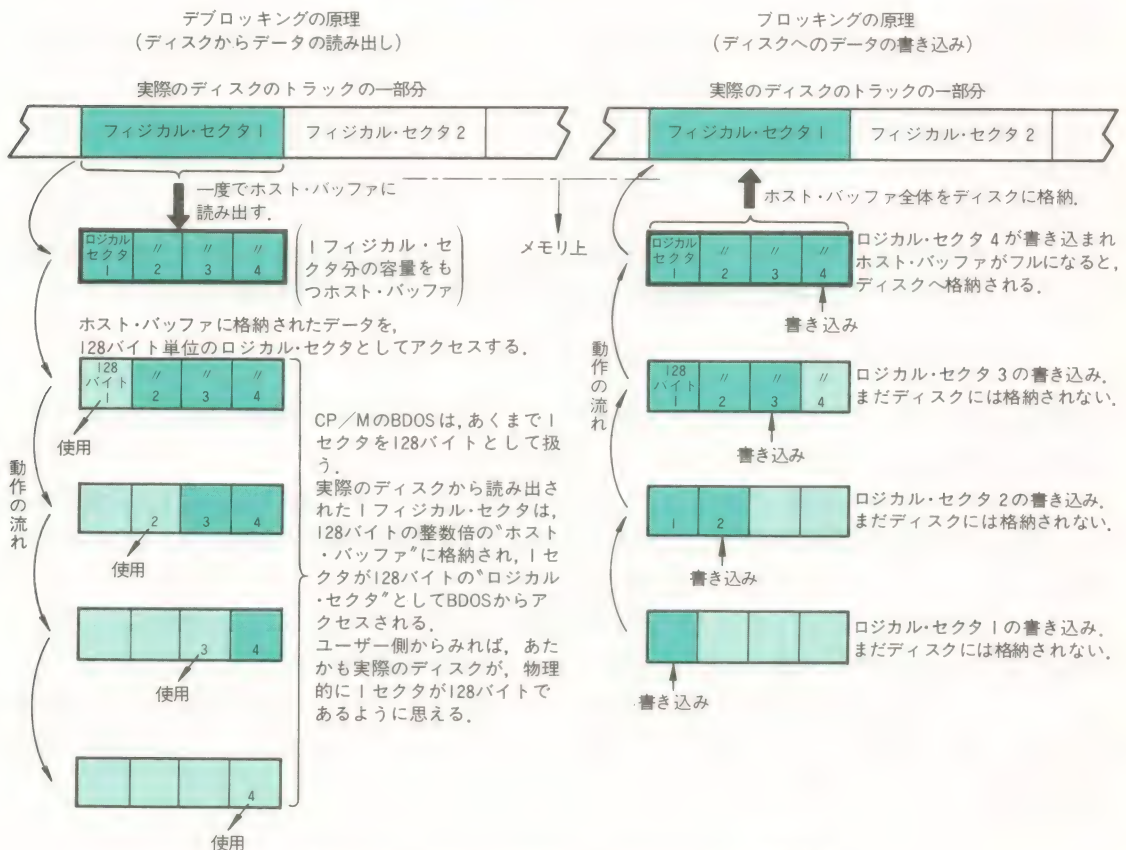 デブロッキングの原理
(ディスクからデータの読み出し)
実際のディスクのトラックの一部分
フィジカル・セクタ1
フィジカル・セクタ2
一度でホスト・バッファに
読み出す.
ロジカル
セクタ
1
〃
2
〃
3
〃
4
1フィジカル・セ
クタ分の容量をも
つホスト・バッファ
メモリ上
ホスト・バッファに格納されたデータを,
128バイト単位のロジカル・セクタとしてアクセスする.
128
バイト
1
〃
2
〃
3
〃
4
使用
動作の流れ
2
3
4
使用
3
4
使用
4
使用
CP/MのBDOSは,あくまで1
セクタを128バイトとして扱
う.
実際のディスクから読み出さ
れた1フィジカル・セクタは,
128バイトの整数倍の〝ホスト
・バッファ〟に格納され,1セ
クタが128バイトの〝ロジカル
・セクタ〟としてBDOSからア
クセスされる.
ユーザー側からみれば,あた
かも実際のディスクが,物理
的に1セクタが128バイトで
あるように思える.
ブロッキングの原理
(ディスクへのデータの書き込み)
実際のディスクのトラックの一部分
フィジカル・セクタ1
フィジカル・セクタ2
ホスト・バッファ全体をディスクに格納.
ロジカル
セクタ
1
〃
2
〃
3
〃
4
ロジカル・セクタ4が書き込まれ
ホスト・バッファがフルになると,
ディスクへ格納される.
書き込み
動作の流れ
128
バイト
1
〃
2
〃
3
〃
4
ロジカル・セクタ3の書き込み.
まだディスクには格納されない.
書き込み
1
2
ロジカル・セクタ2の書き込み.
まだディスクには格納されない.
書き込み
ロジカル・セクタ1の書き込み.
まだディスクには格納されない.
書き込み